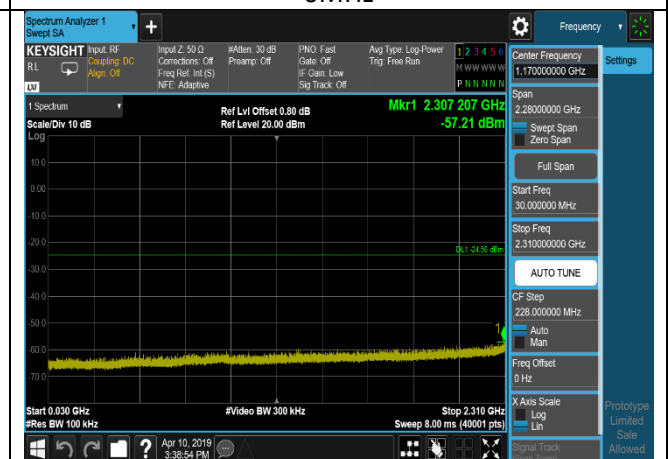 Spectrum Analyzer 1
Swept SA
+
Frequency
KEYSIGHT
RL
LXI
Input: RF
Coupling: DC
Align: Off
Input Z: 50 Ω
Corrections: Off
Freq Ref: Int (S)
NFE: Adaptive
#Atten: 30 dB
Preamp: Off
PNO: Fast
Gate: Off
IF Gain: Low
Sig Track: Off
Avg Type: Log-Power
Trig: Free Run
1 2 3 4 5 6
M W W W W W
P N N N N N
1 Spectrum
Scale/Div 10 dB
Log
Ref Lvl Offset 0.80 dB
Ref Level 20.00 dBm
Mkr1 2.307 207 GHz
-57.21 dBm
10.0
0.00
-10.0
-20.0
DL1 -24.56 dBm
-30.0
-40.0
-50.0
1
-60.0
-70.0
Start 0.030 GHz
#Res BW 100 kHz
#Video BW 300 kHz
Stop 2.310 GHz
Sweep 8.00 ms (40001 pts)
?
Apr 10, 2019
3:38:54 PM
Center Frequency
1.170000000 GHz
Settings
Span
2.28000000 GHz
Swept Span
Zero Span
Full Span
Start Freq
30.000000 MHz
Stop Freq
2.310000000 GHz
AUTO TUNE
CF Step
228.000000 MHz
Auto
Man
Freq Offset
0 Hz
X Axis Scale
Log
Lin
Signal Track
(Span Zoom)
Prototype
Limited
Sale
Allowed